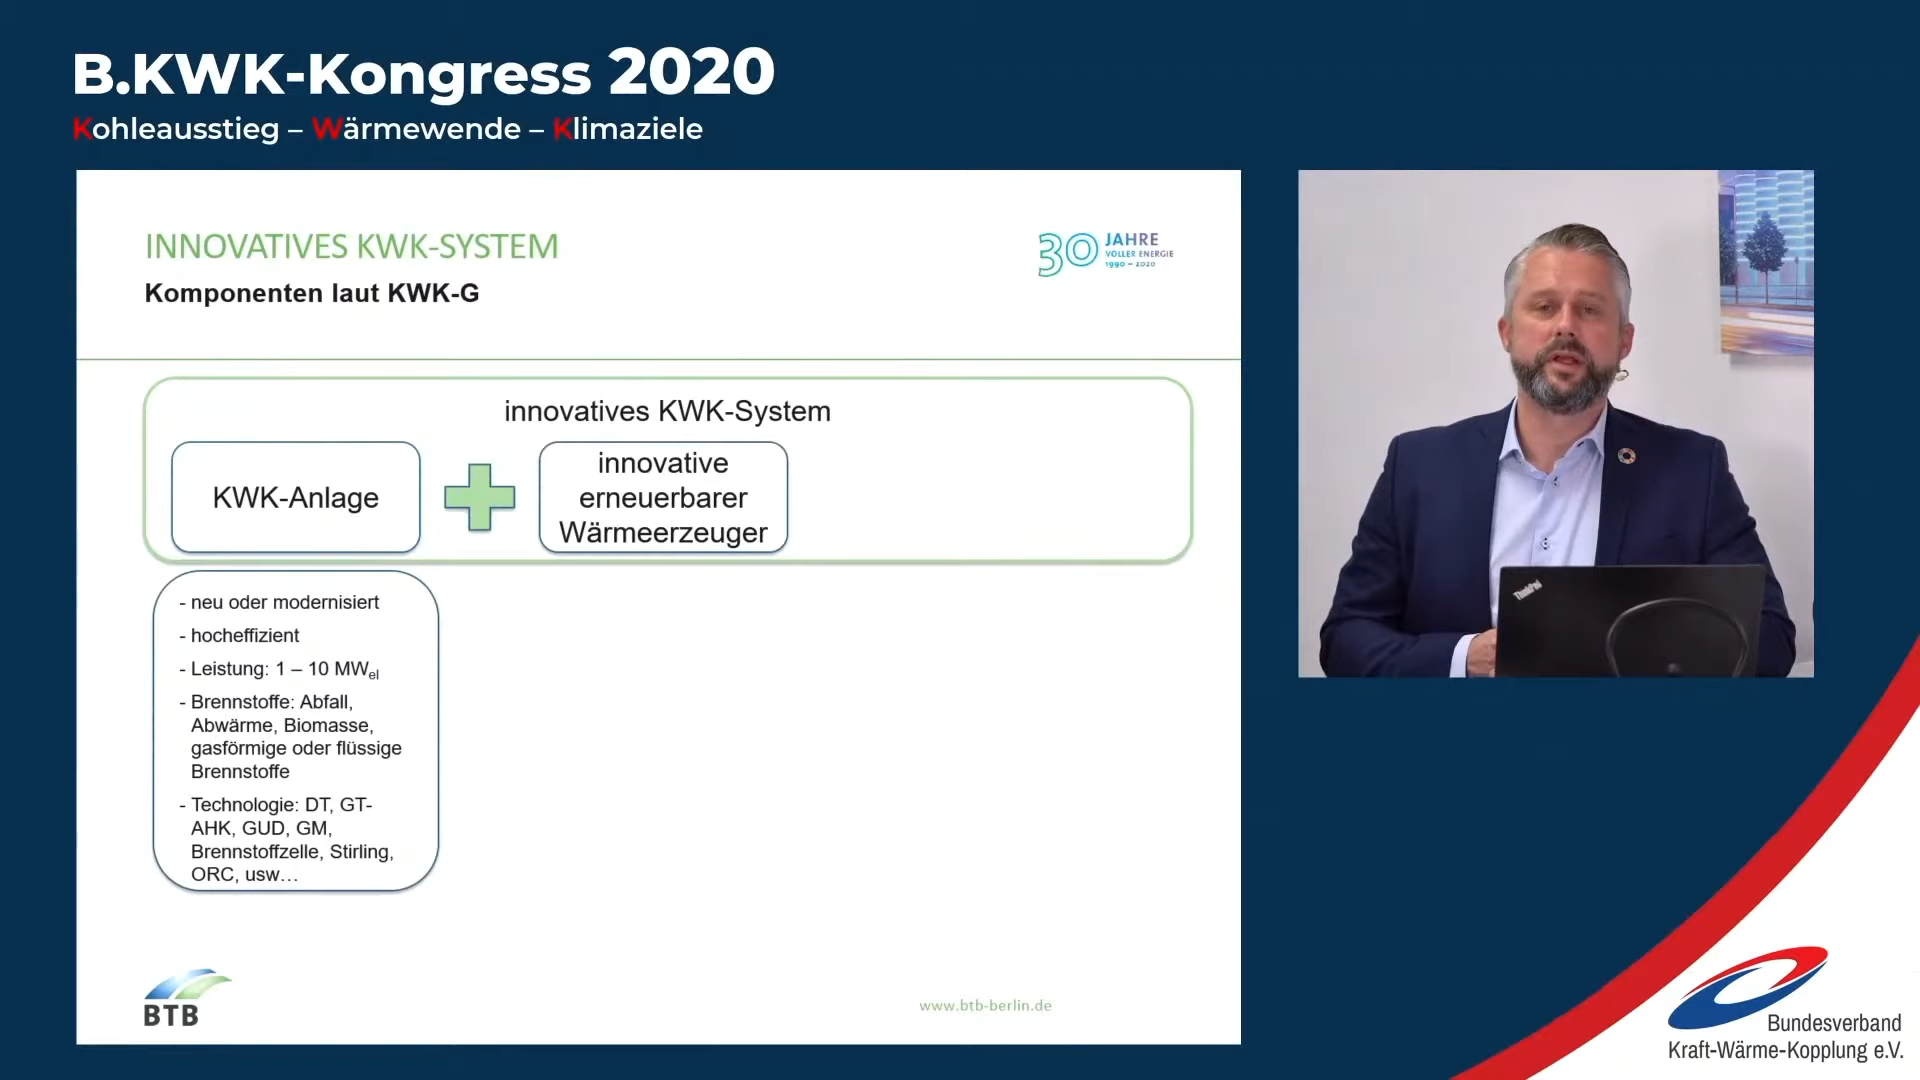 B.KWK-Kongress 2020
Kohleausstieg – Wärmewende – Klimaziele
INNOVATIVES KWK-SYSTEM
Komponenten laut KWK-G
30 JAHRE
VOLLER ENERGIE
1990 – 2020
innovatives KWK-System
KWK-Anlage
innovative
erneuerbarer
Wärmeerzeuger
- neu oder modernisiert
- hocheffizient
- Leistung: 1 – 10 MWel
- Brennstoffe: Abfall,
Abwärme, Biomasse,
gasförmige oder flüssige
Brennstoffe
- Technologie: DT, GT-
AHK, GUD, GM,
Brennstoffzelle, Stirling,
ORC, usw…
BTB
www.btb-berlin.de
ThinkPad
Bundesverband
Kraft-Wärme-Kopplung e.V.